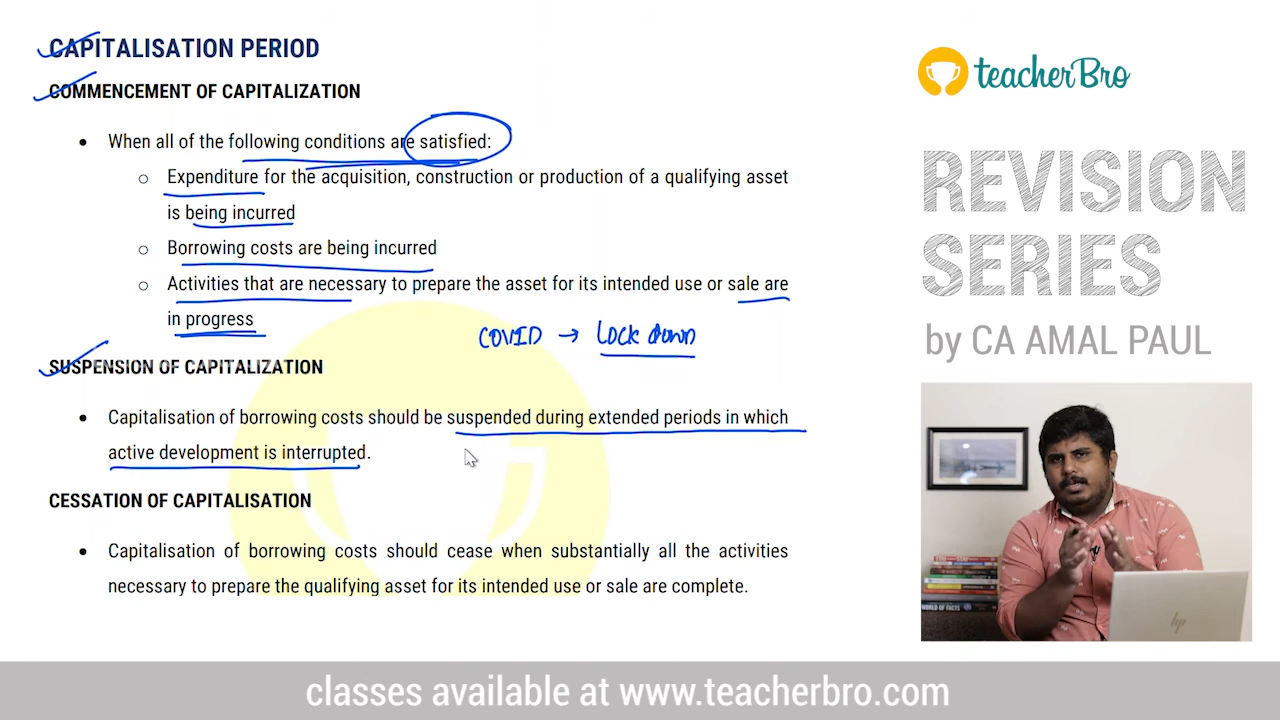 CAPITALISATION PERIOD
COMMENCEMENT OF CAPITALIZATION
• When all of the following conditions are satisfied:
o Expenditure for the acquisition, construction or production of a qualifying asset
is being incurred
o Borrowing costs are being incurred
o Activities that are necessary to prepare the asset for its intended use or sale are
in progress
COVID → Lock down
SUSPENSION OF CAPITALIZATION
• Capitalisation of borrowing costs should be suspended during extended periods in which
active development is interrupted.
CESSATION OF CAPITALISATION
• Capitalisation of borrowing costs should cease when substantially all the activities
necessary to prepare the qualifying asset for its intended use or sale are complete.
teacherBro
REVISION
SERIES
by CA AMAL PAUL
WORLD OF FACTS
hp
classes available at www.teacherbro.com